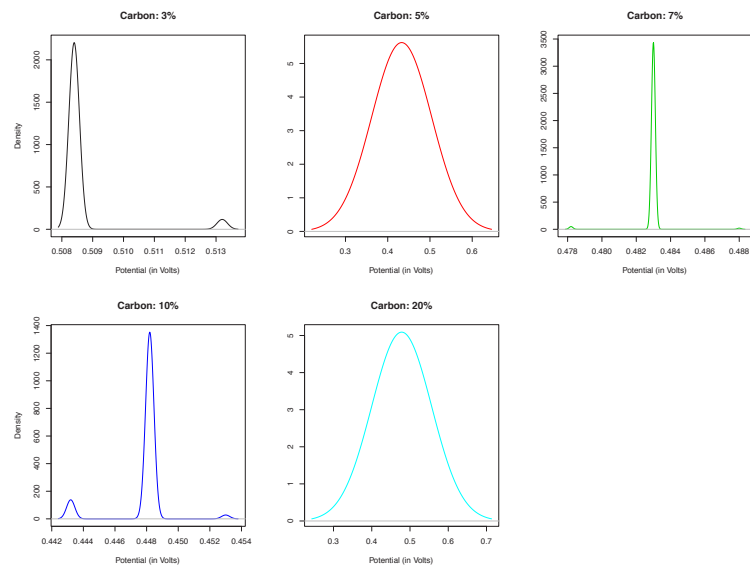 Carbon: 3%
Density
0 500 1000 1500 2000
0.508 0.509 0.510 0.511 0.512 0.513
Potential (in Volts)
Carbon: 5%
0 1 2 3 4 5
0.3 0.4 0.5 0.6
Potential (in Volts)
Carbon: 7%
0 500 1000 1500 2000 2500 3000 3500
0.478 0.480 0.482 0.484 0.486 0.488
Potential (in Volts)
Carbon: 10%
Density
0 200 400 600 800 1000 1200 1400
0.442 0.444 0.446 0.448 0.450 0.452 0.454
Potential (in Volts)
Carbon: 20%
0 1 2 3 4 5
0.3 0.4 0.5 0.6 0.7
Potential (in Volts)